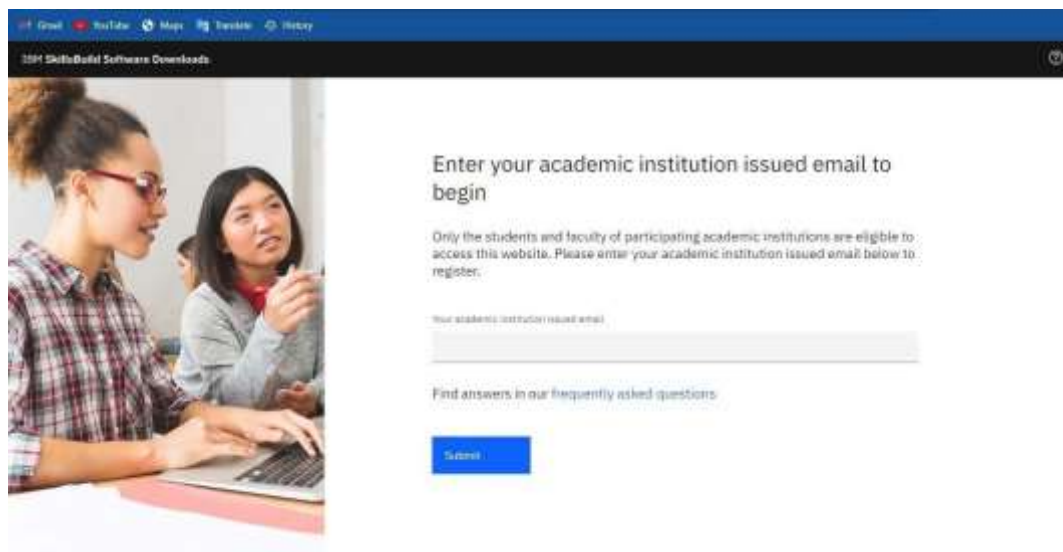 Gmail YouTube Maps Translate History
IBM SkillsBuild Software Downloads
Enter your academic institution issued email to
begin
Only the students and faculty of participating academic institutions are eligible to
access this website. Please enter your academic institution issued email below to
register.
Your academic institution issued email
Find answers in our frequently asked questions
Submit